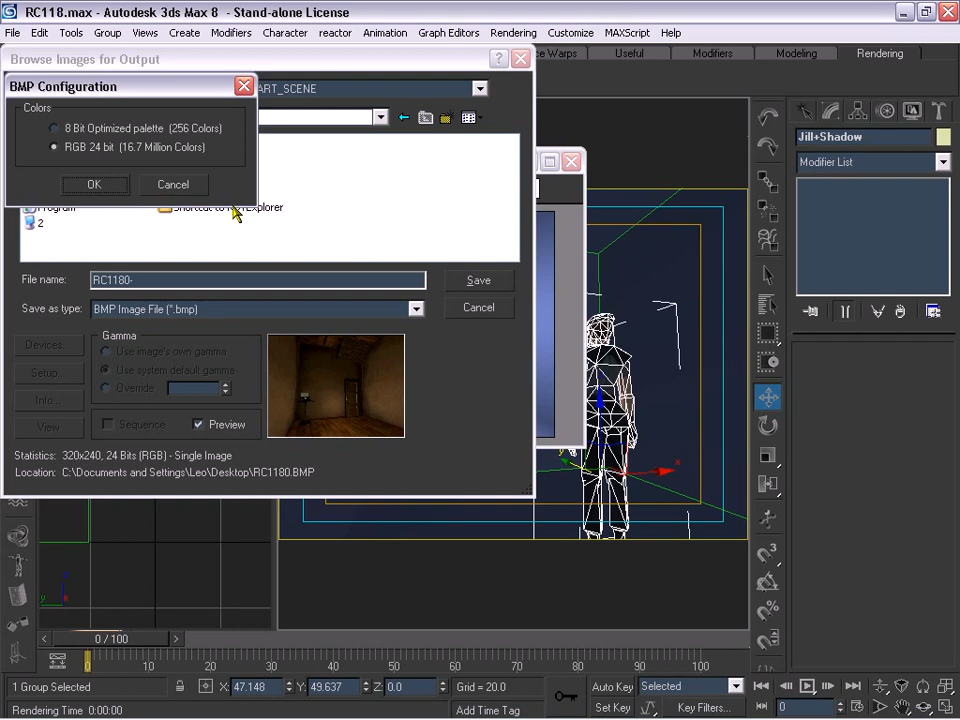 RC118.max - Autodesk 3ds Max 8 - Stand-alone License
File Edit Tools Group Views Create Modifiers Character reactor Animation Graph Editors Rendering Customize MAXScript Help
Browse Images for Output
Warps Useful Modifiers Modeling Rendering
BMP Configuration
ART_SCENE
Colors
8 Bit Optimized palette (256 Colors)
RGB 24 bit (16.7 Million Colors)
OK Cancel
Jill+Shadow
Modifier List
Program
Shortcut to
2
File name: RC1180- Save
Save as type: BMP Image File (*.bmp) Cancel
Gamma
Devices... Use image's own gamma
Setup... Use system default gamma
Info... Override
View Sequence Preview
Statistics: 320x240, 24 Bits (RGB) - Single Image
Location: C:\Documents and Settings\Leo\Desktop\RC1180.BMP
x
y
z
x
0 / 100
0 10 20 30 40 50 60 70 80 90 100
1 Group Selected X: 47.148 Y: 49.637 Z: 0.0 Grid = 20.0 Auto Key Selected
Rendering Time 0:00:00 Add Time Tag Set Key Key Filters... 0